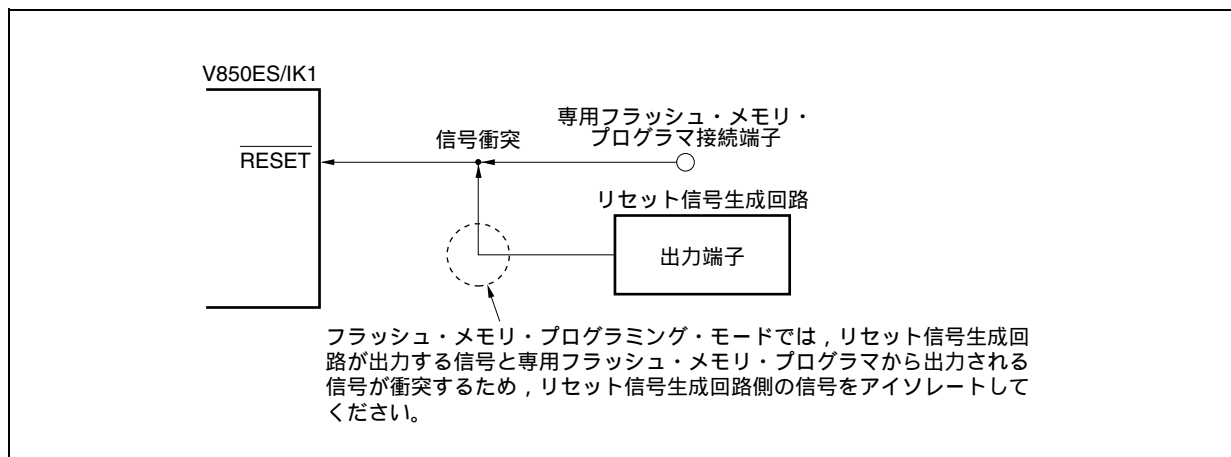 V850ES/IK1
専用フラッシュ・メモリ・
プログラマ接続端子
信号衝突
RESET
リセット信号生成回路
出力端子
フラッシュ・メモリ・プログラミング・モードでは，リセット信号生成回
路が出力する信号と専用フラッシュ・メモリ・プログラマから出力される
信号が衝突するため，リセット信号生成回路側の信号をアイソレートして
ください。